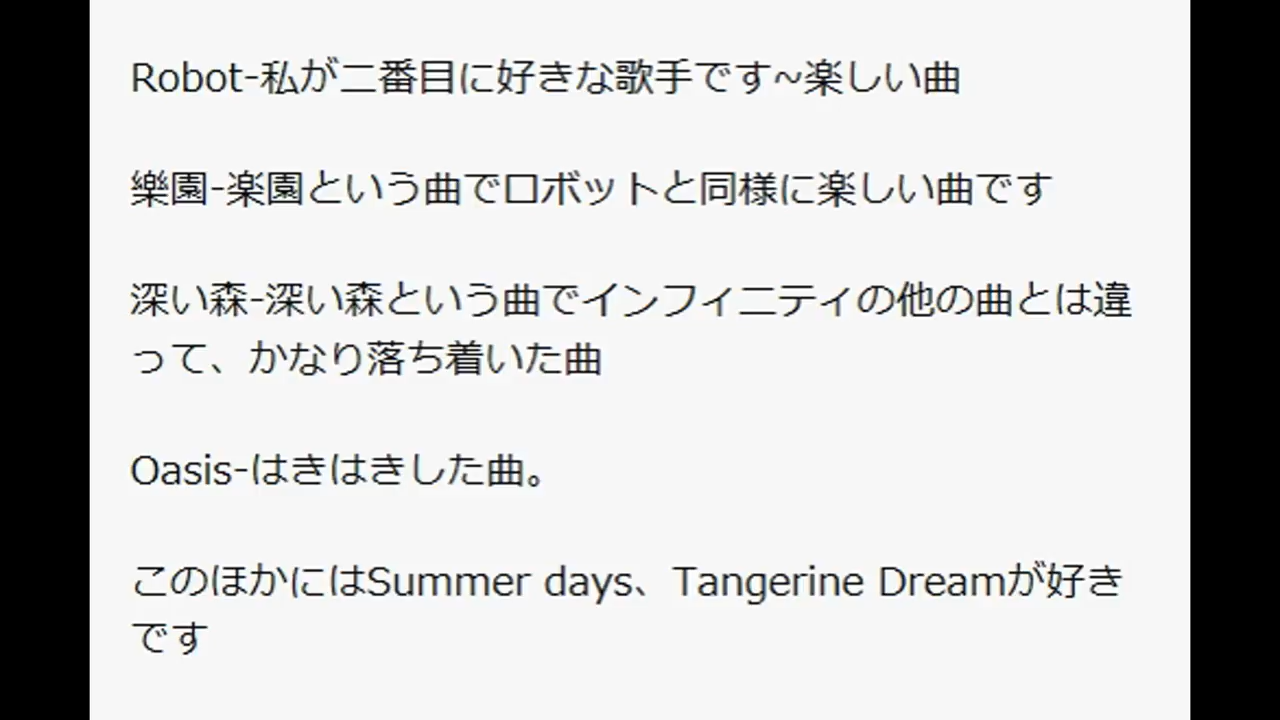 Robot-私が二番目に好きな歌手です~楽しい曲
樂園-楽園という曲でロボットと同様に楽しい曲です
深い森-深い森という曲でインフィニティの他の曲とは違
って、かなり落ち着いた曲
Oasis-はきはきした曲。
このほかにはSummer days、Tangerine Dreamが好き
です